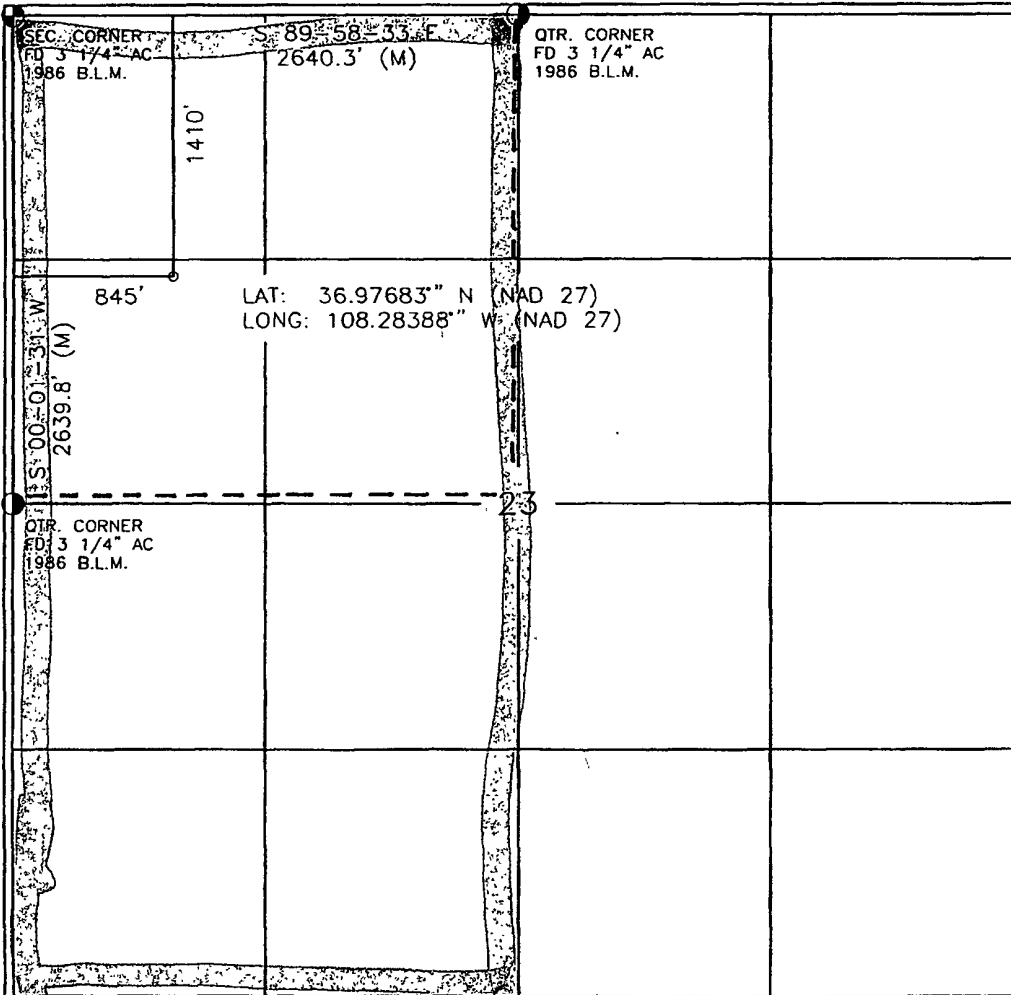 SEC. CORNER
FD 3 1/4" AC
1986 B.L.M.
S 89-58-33 E
2640.3' (M)
QTR. CORNER
FD 3 1/4" AC
1986 B.L.M.
1410'
845'
LAT: 36.97683°" N (NAD 27)
LONG: 108.28388°" W (NAD 27)
S 00-01-31 W
2639.8' (M)
23
QTR. CORNER
FD 3 1/4" AC
1986 B.L.M.